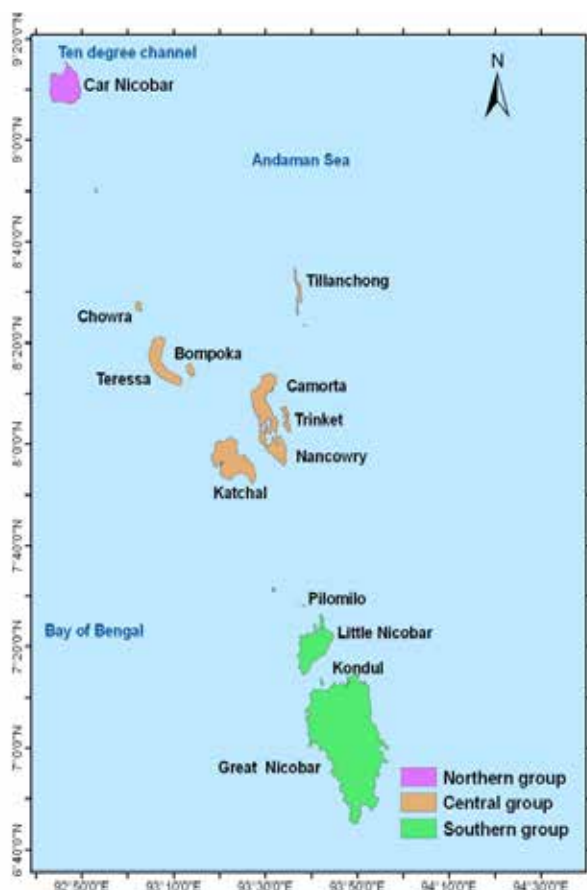 Ten degree channel
Car Nicobar
N
Andaman Sea
Tillanchong
Chowra
Bompoka
Teressa
Camorta
Trinket
Nancowry
Katchal
Pilomilo
Little Nicobar
Bay of Bengal
Kondul
Great Nicobar
Northern group
Central group
Southern group
9°20'0"N
9°0'0"N
8°40'0"N
8°20'0"N
8°0'0"N
7°40'0"N
7°20'0"N
7°0'0"N
6°40'0"N
92°50'0"E
93°10'0"E
93°30'0"E
93°50'0"E
94°10'0"E
94°30'0"E